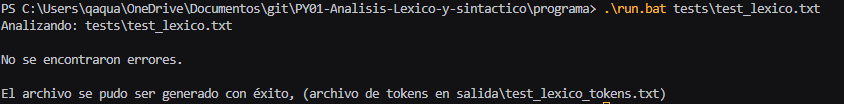 PS C:\Users\qaqua\OneDrive\Documentos\git\PY01-Analisis-Lexico-y-sintactico\programa> .\run.bat tests\test_lexico.txt
Analizando: tests\test_lexico.txt
No se encontraron errores.
El archivo se pudo ser generado con éxito, (archivo de tokens en salida\test_lexico_tokens.txt)